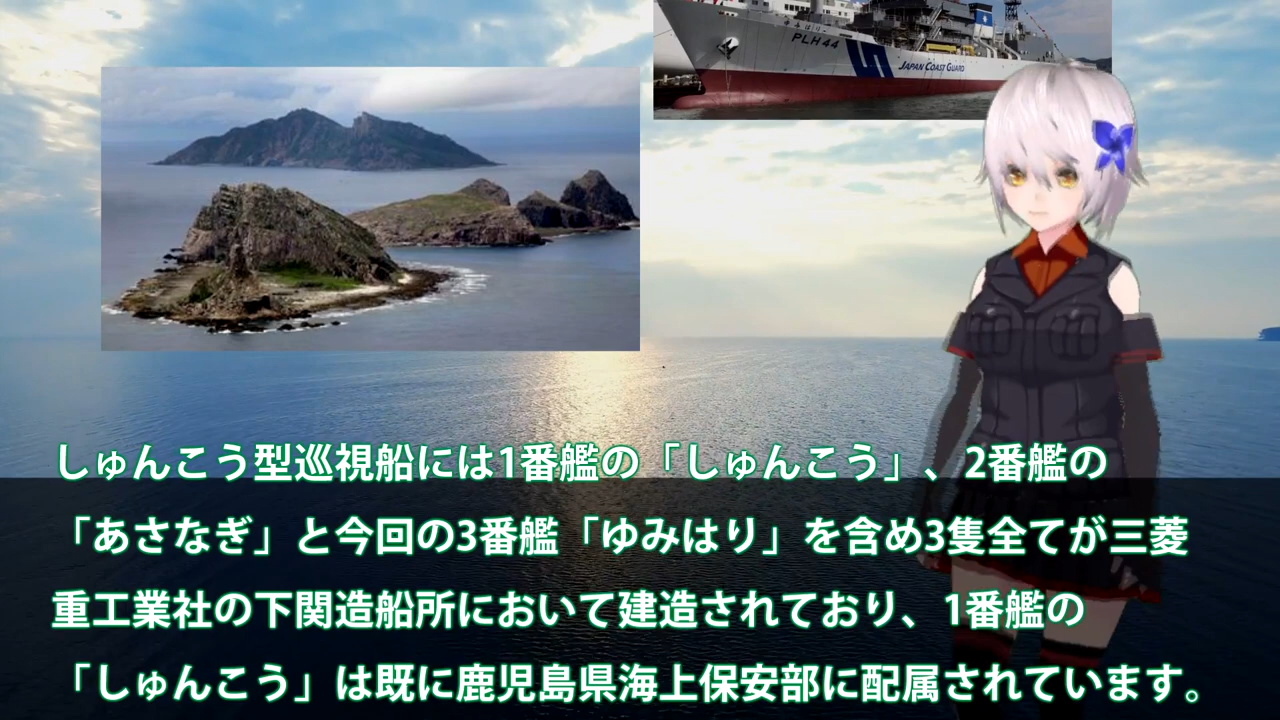 PLH 44
JAPAN COAST GUARD
しゅんこう型巡視船には1番艦の「しゅんこう」、2番艦の
「あさなぎ」と今回の3番艦「ゆみはり」を含め3隻全てが三菱
重工業社の下関造船所において建造されており、1番艦の
「しゅんこう」は既に鹿児島県海上保安部に配属されています。